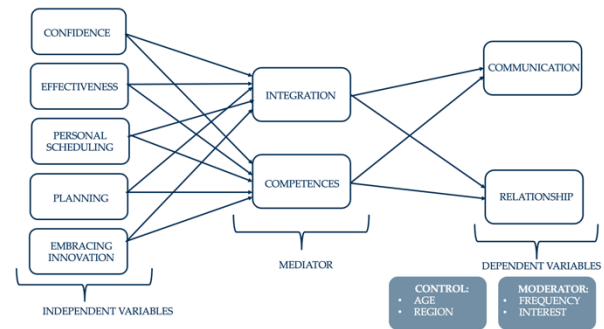 CONFIDENCE
EFFECTIVENESS
PERSONAL
SCHEDULING
PLANNING
EMBRACING
INNOVATION
INDEPENDENT VARIABLES
INTEGRATION
COMPETENCES
MEDIATOR
COMMUNICATION
RELATIONSHIP
DEPENDENT VARIABLES
CONTROL:
• AGE
• REGION
MODERATOR:
• FREQUENCY
• INTEREST